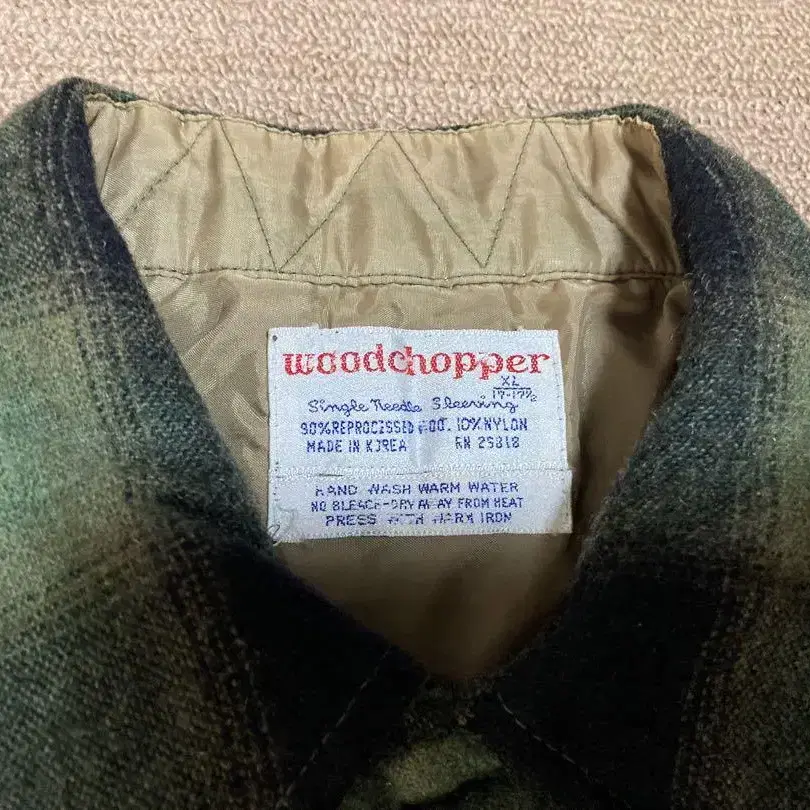 woodchopper
XL
17-17½
Single Needle Sleeving
90% REPROCESSED WOOL 10% NYLON
MADE IN KOREA RN 29818
HAND WASH WARM WATER
NO BLEACH-DRY AWAY FROM HEAT
PRESS WITH WARM IRON